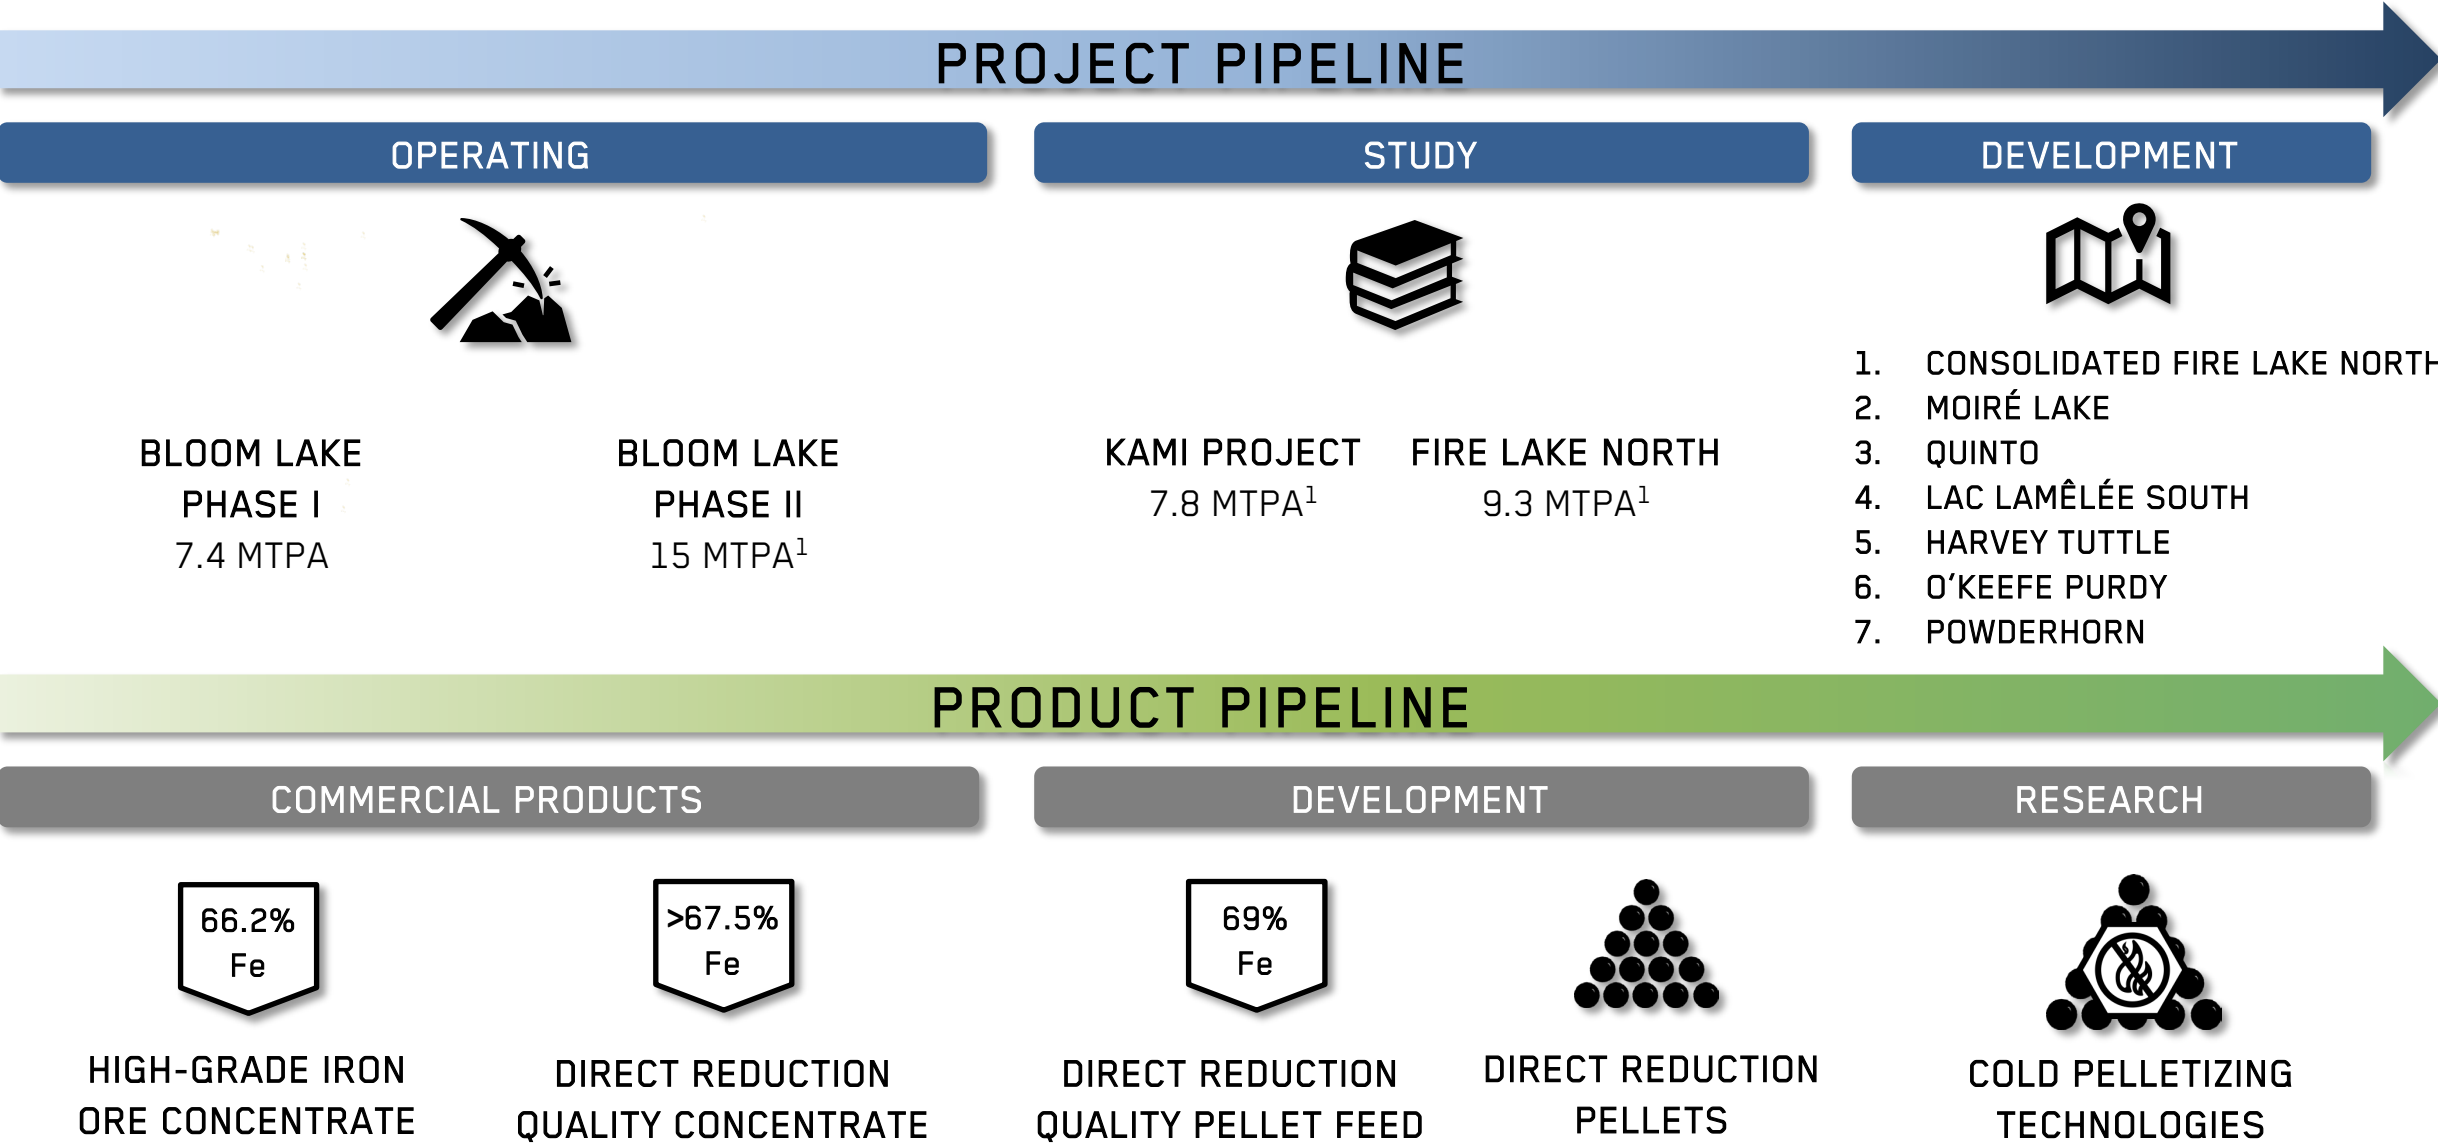 PROJECT PIPELINE
OPERATING
BLOOM LAKE
PHASE I
7.4 MTPA
BLOOM LAKE
PHASE II
15 MTPA¹
STUDY
KAMI PROJECT
7.8 MTPA¹
FIRE LAKE NORTH
9.3 MTPA¹
DEVELOPMENT
1. CONSOLIDATED FIRE LAKE NORTH
2. MOIRÉ LAKE
3. QUINTO
4. LAC LAMÊLÉE SOUTH
5. HARVEY TUTTLE
6. O’KEEFE PURDY
7. POWDERHORN
PRODUCT PIPELINE
COMMERCIAL PRODUCTS
66.2%
Fe
HIGH-GRADE IRON
ORE CONCENTRATE
>67.5%
Fe
DIRECT REDUCTION
QUALITY CONCENTRATE
DEVELOPMENT
69%
Fe
DIRECT REDUCTION
QUALITY PELLET FEED
DIRECT REDUCTION
PELLETS
RESEARCH
COLD PELLETIZING
TECHNOLOGIES